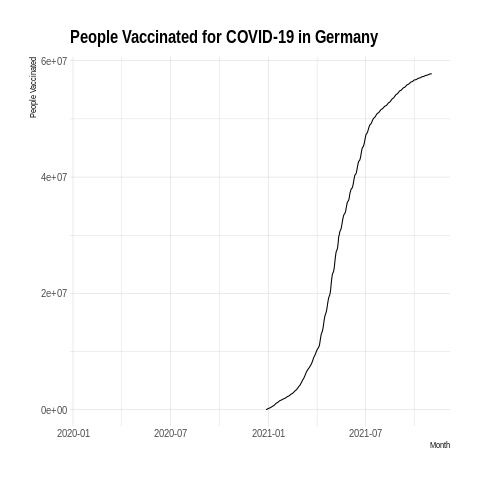 People Vaccinated for COVID-19 in Germany
People Vaccinated
6e+07
4e+07
2e+07
0e+00
2020-01 2020-07 2021-01 2021-07
Month